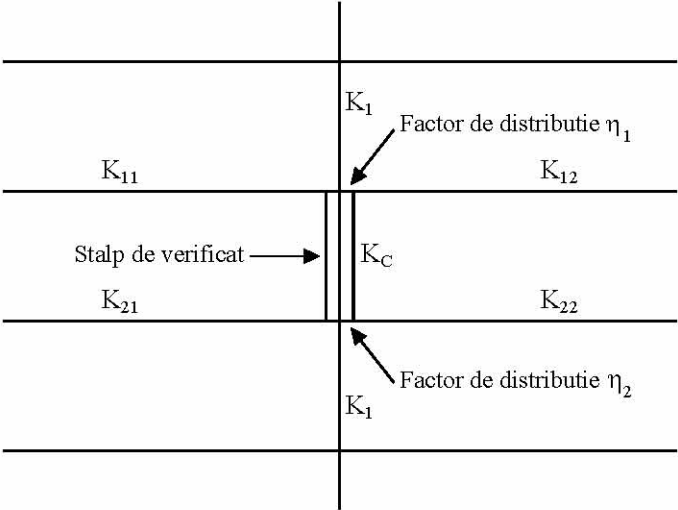 K1
Factor de distributie η1
K11
K12
Stalp de verificat
KC
K21
K22
Factor de distributie η2
K1